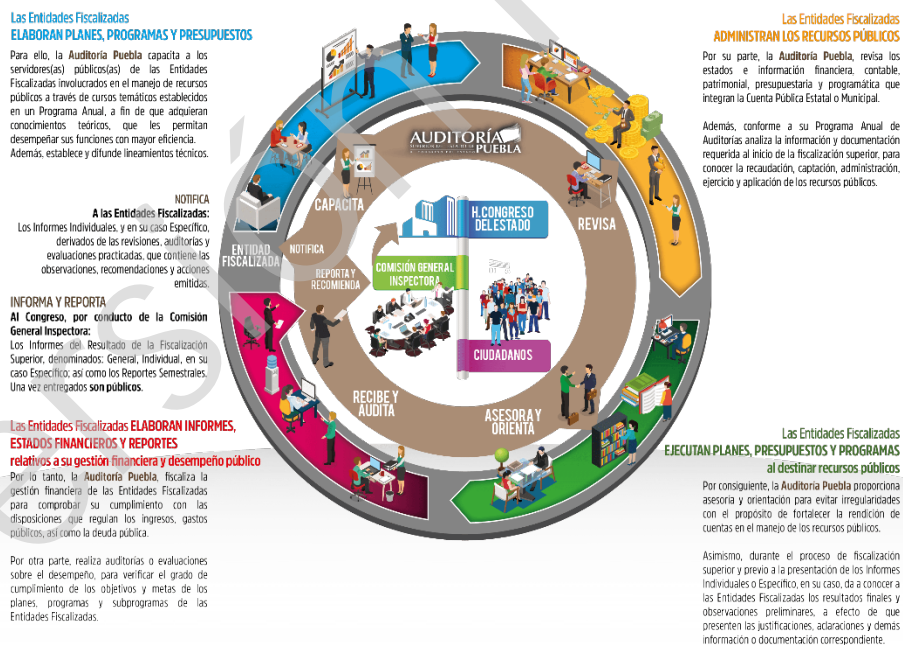 Las Entidades Fiscalizadas
ELABORAN PLANES, PROGRAMAS Y PRESUPUESTOS
Para ello, la Auditoría Puebla capacita a los
servidores(as) públicos(as) de las Entidades
Fiscalizadas involucrados en el manejo de recursos
públicos a través de cursos temáticos establecidos
en un Programa Anual, a fin de que adquieran
conocimientos teóricos, que les permitan
desempeñar sus funciones con mayor eficiencia.
Además, establece y difunde lineamientos técnicos.
NOTIFICA
A las Entidades Fiscalizadas:
Los Informes Individuales, y en su caso Específico,
derivados de las revisiones, auditorías y
evaluaciones practicadas, que contiene las
observaciones, recomendaciones y acciones
emitidas.
INFORMA Y REPORTA
Al Congreso, por conducto de la Comisión
General Inspectora:
Los Informes del Resultado de la Fiscalización
Superior, denominados: General, Individual, en su
caso Específico; así como los Reportes Semestrales.
Una vez entregados son públicos.
Las Entidades Fiscalizadas ELABORAN INFORMES,
ESTADOS FINANCIEROS Y REPORTES
relativos a su gestión financiera y desempeño público
Por lo tanto, la Auditoría Puebla, fiscaliza la
gestión financiera de las Entidades Fiscalizadas
para comprobar su cumplimiento con las
disposiciones que regulan los ingresos, gastos
públicos, así como la deuda pública.
Por otra parte, realiza auditorías o evaluaciones
sobre el desempeño, para verificar el grado de
cumplimiento de los objetivos y metas de los
planes, programas y subprogramas de las
Entidades Fiscalizadas.
AUDITORÍA
PUEBLA
CAPACITA
REVISA
ENTIDAD
FISCALIZADA
NOTIFICA
REPORTA Y
RECOMIENDA
H. CONGRESO
DEL ESTADO
COMISIÓN GENERAL
INSPECTORA
CIUDADANOS
RECIBE Y
AUDITA
ASESORA Y
ORIENTA
Las Entidades Fiscalizadas
ADMINISTRAN LOS RECURSOS PÚBLICOS
Por su parte, la Auditoría Puebla, revisa los
estados e información financiera, contable,
patrimonial, presupuestaria y programática que
integran la Cuenta Pública Estatal o Municipal.
Además, conforme a su Programa Anual de
Auditorías analiza la información y documentación
requerida al inicio de la fiscalización superior, para
conocer la recaudación, captación, administración,
ejercicio y aplicación de los recursos públicos.
Las Entidades Fiscalizadas
EJECUTAN PLANES, PRESUPUESTOS Y PROGRAMAS
al destinar recursos públicos
Por consiguiente, la Auditoría Puebla proporciona
asesoría y orientación para evitar irregularidades
con el propósito de fortalecer la rendición de
cuentas en el manejo de los recursos públicos.
Asimismo, durante el proceso de fiscalización
superior y previo a la presentación de los Informes
Individuales o Específico, en su caso, da a conocer a
las Entidades Fiscalizadas los resultados finales y
observaciones preliminares, a efecto de que
presenten las justificaciones, aclaraciones y demás
información o documentación correspondiente.